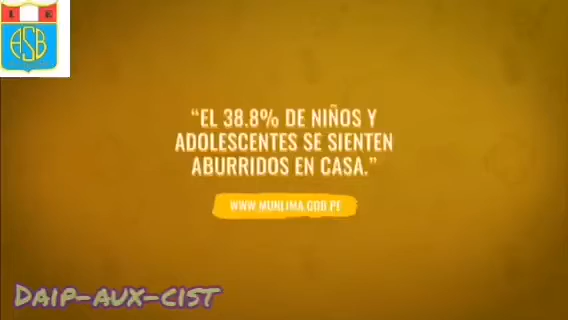 I E
ASB
“EL 38.8% DE NIÑOS Y
ADOLESCENTES SE SIENTEN
ABURRIDOS EN CASA.”
WWW.MUNLIMA.GOB.PE
DAIP-AUX-CIST